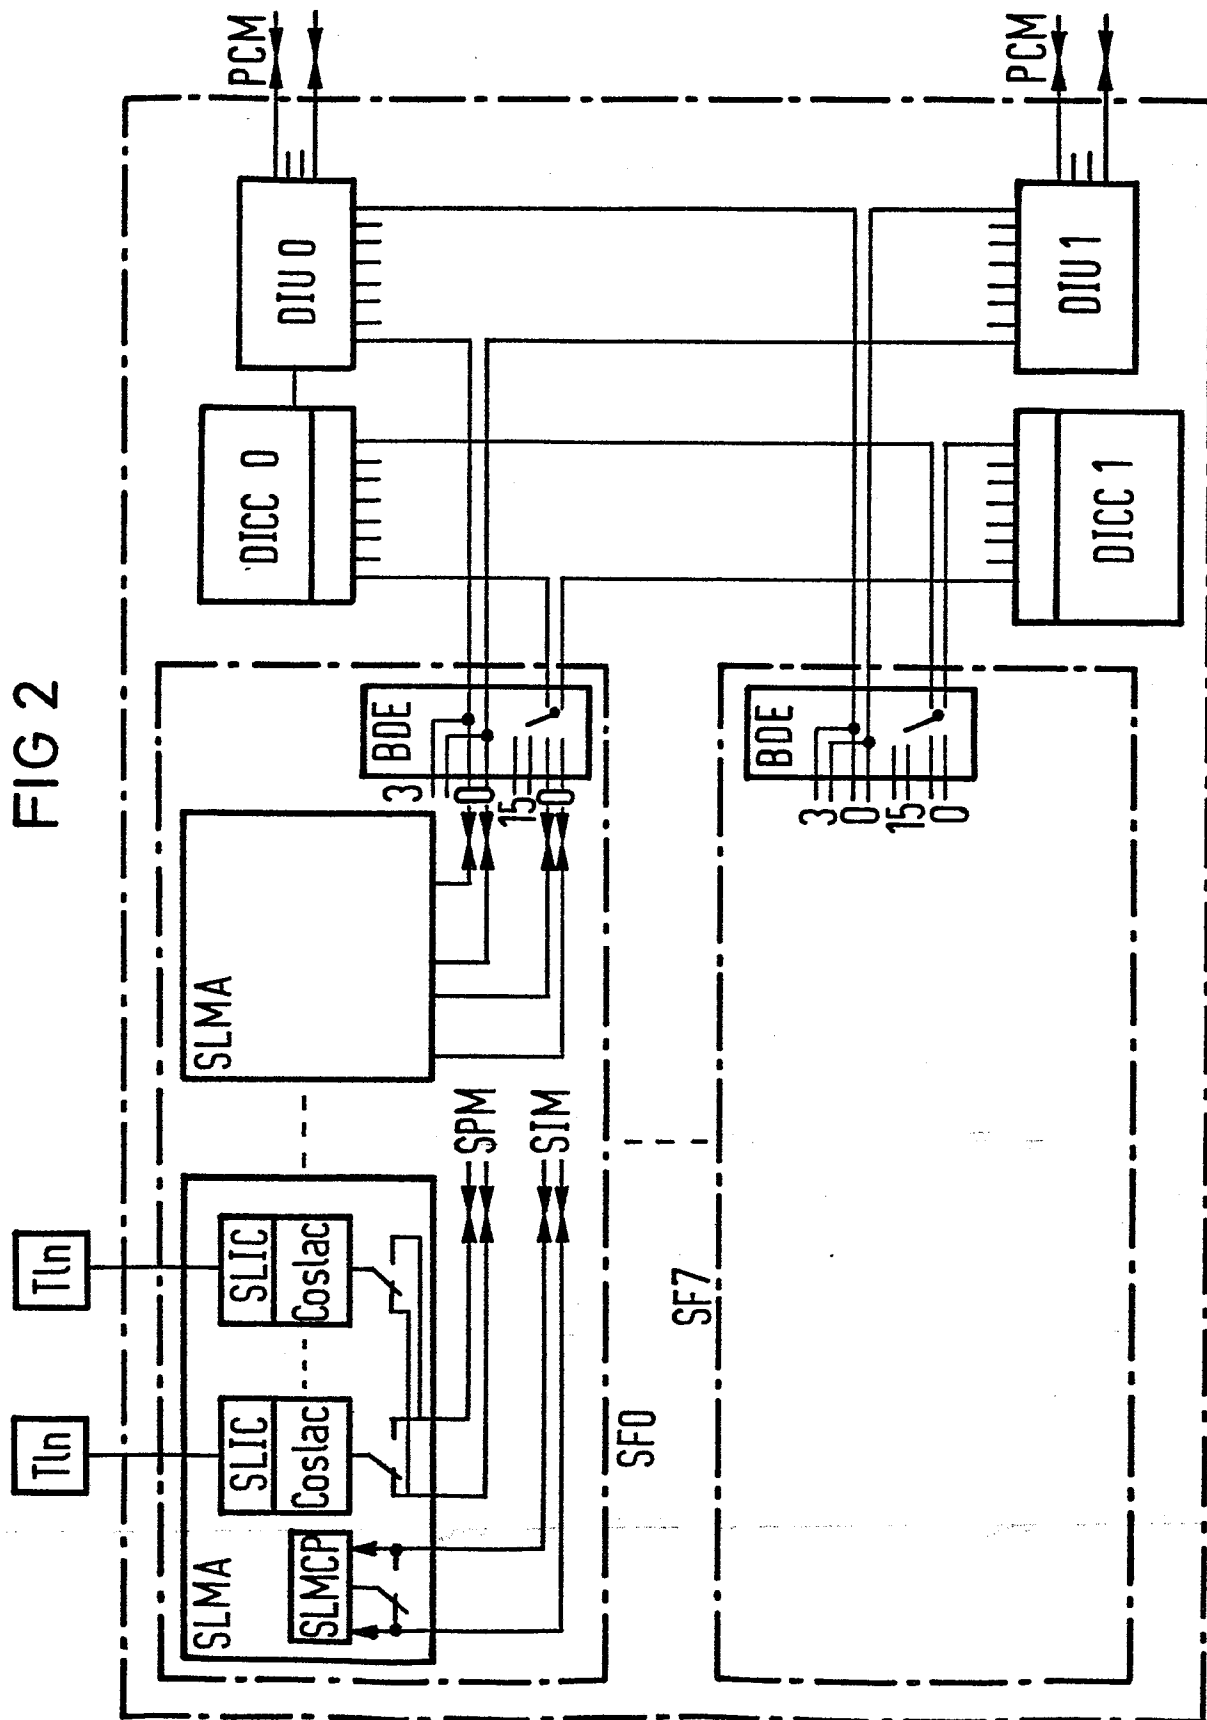 FIG 2
Tln
Tln
SLMA
SLMCP
SLIC
Coslac
SLIC
Coslac
SPM
SIM
SLMA
BDE
3
0
15
0
SF0
SF7
BDE
3
0
15
0
DICC 0
DIU 0
PCM
DICC 1
DIU 1
PCM